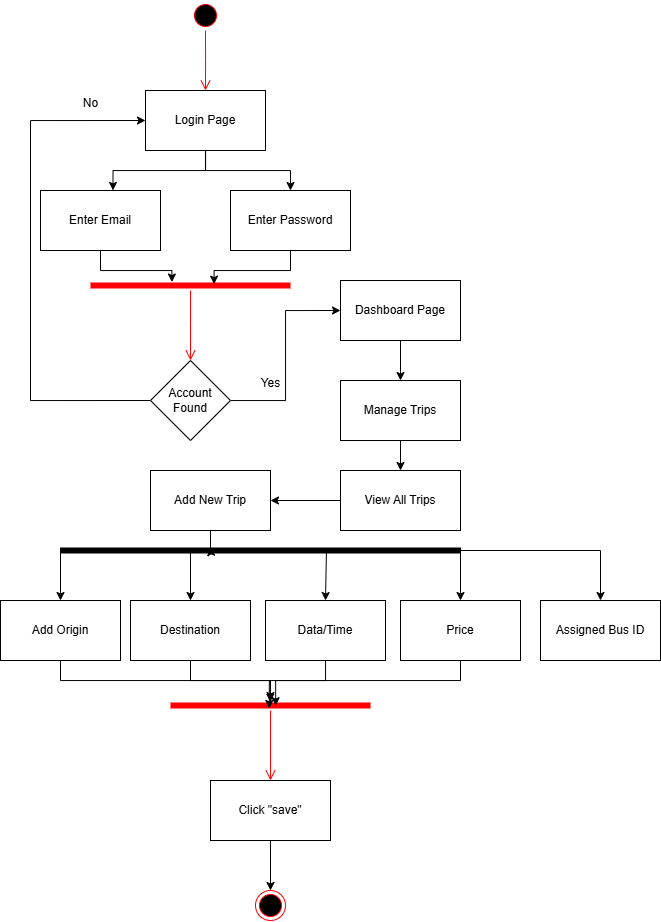 No
Login Page
Enter Email
Enter Password
Dashboard Page
Account
Found
Yes
Manage Trips
Add New Trip
View All Trips
Add Origin
Destination
Data/Time
Price
Assigned Bus ID
Click "save"